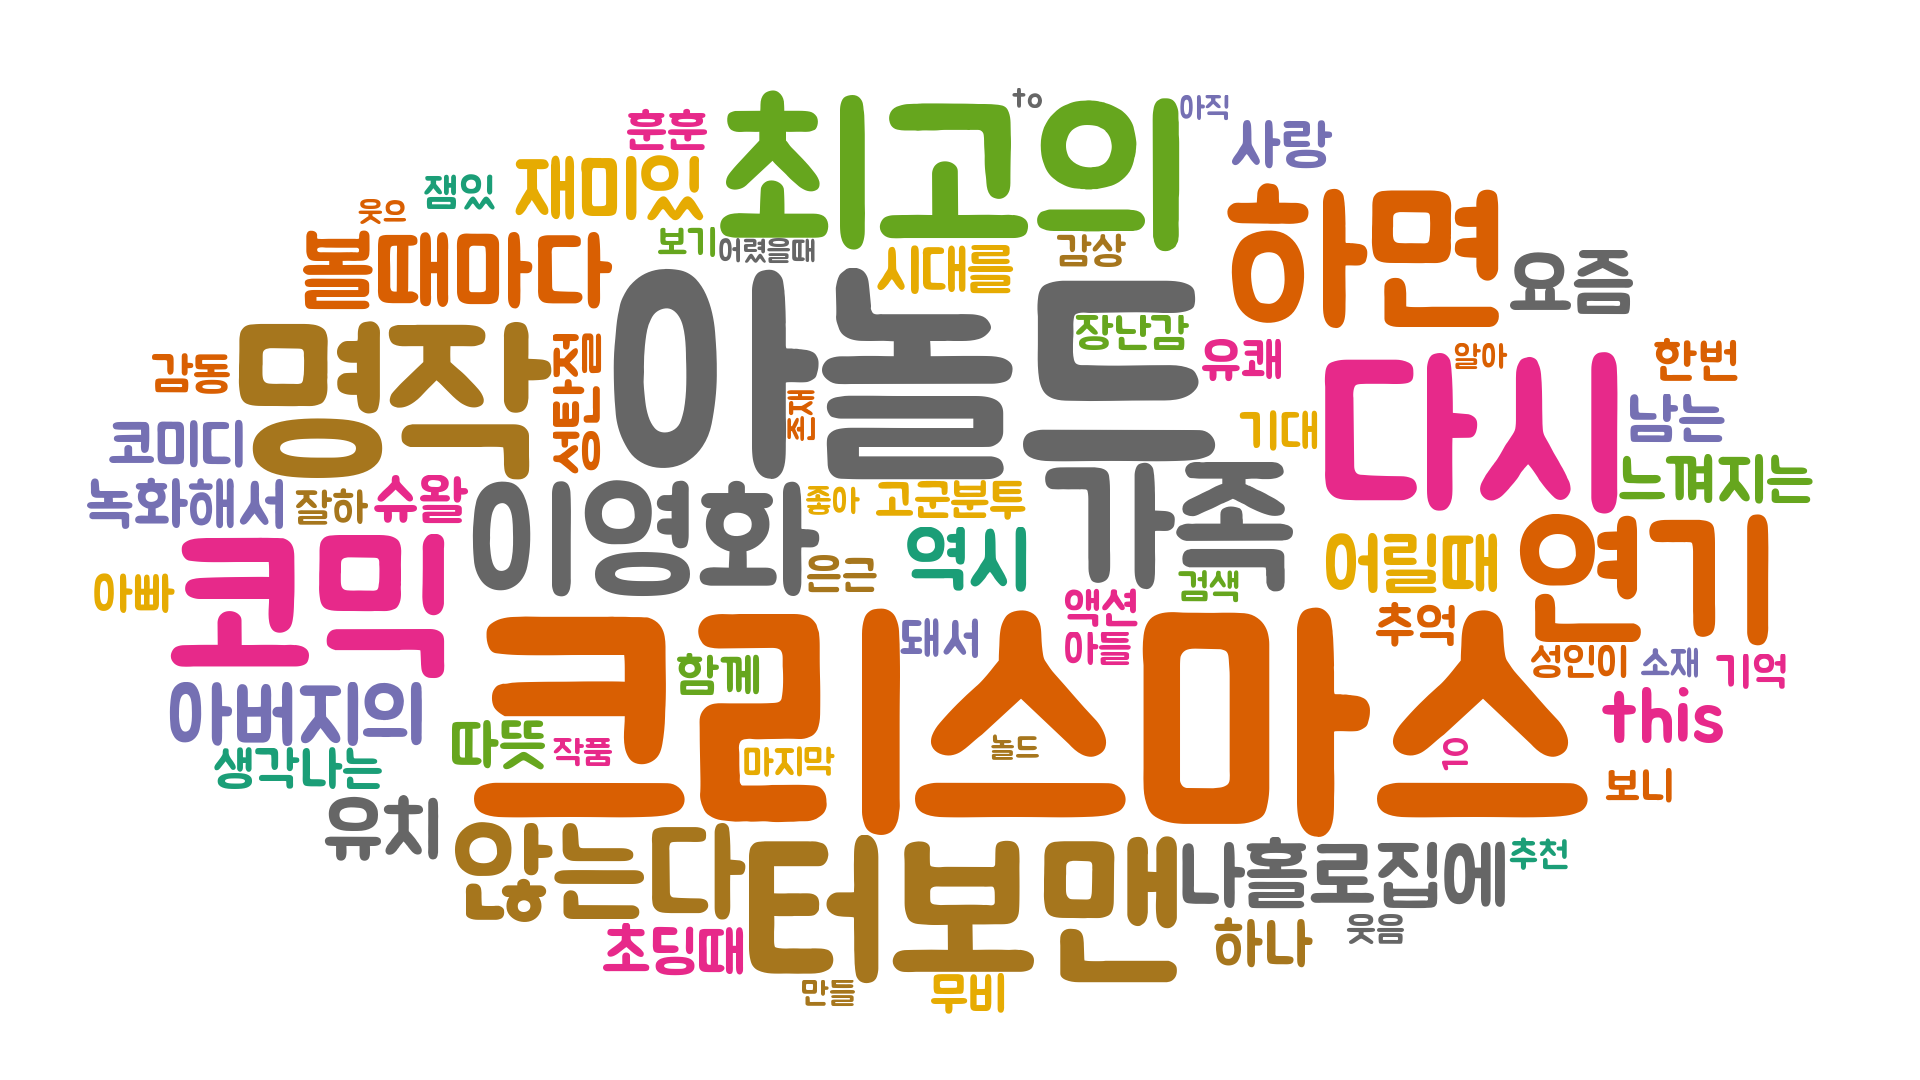 최고의
to
아직
훈훈
사랑
재미있
잼있
웃으
하면
보기
어렸을때
시대를
감상
볼때마다
요즘
아놀드
장난감
명작
성탄절
감동
유쾌
알아
한번
다시
존재
기대
남는
코미디
느껴지는
녹화해서
잘하
슈왈
이영화
좋아
고군분투
가족
역시
은근
검색
어릴때
연기
아빠
코믹
액션
아들
추억
돼서
크리스마스
함께
성인이
소재
기억
아버지의
this
따뜻
작품
마지막
놀드
10
생각나는
보니
유치
않는다
터보맨
나홀로집에
추천
초딩때
하나
웃음
만들
무비